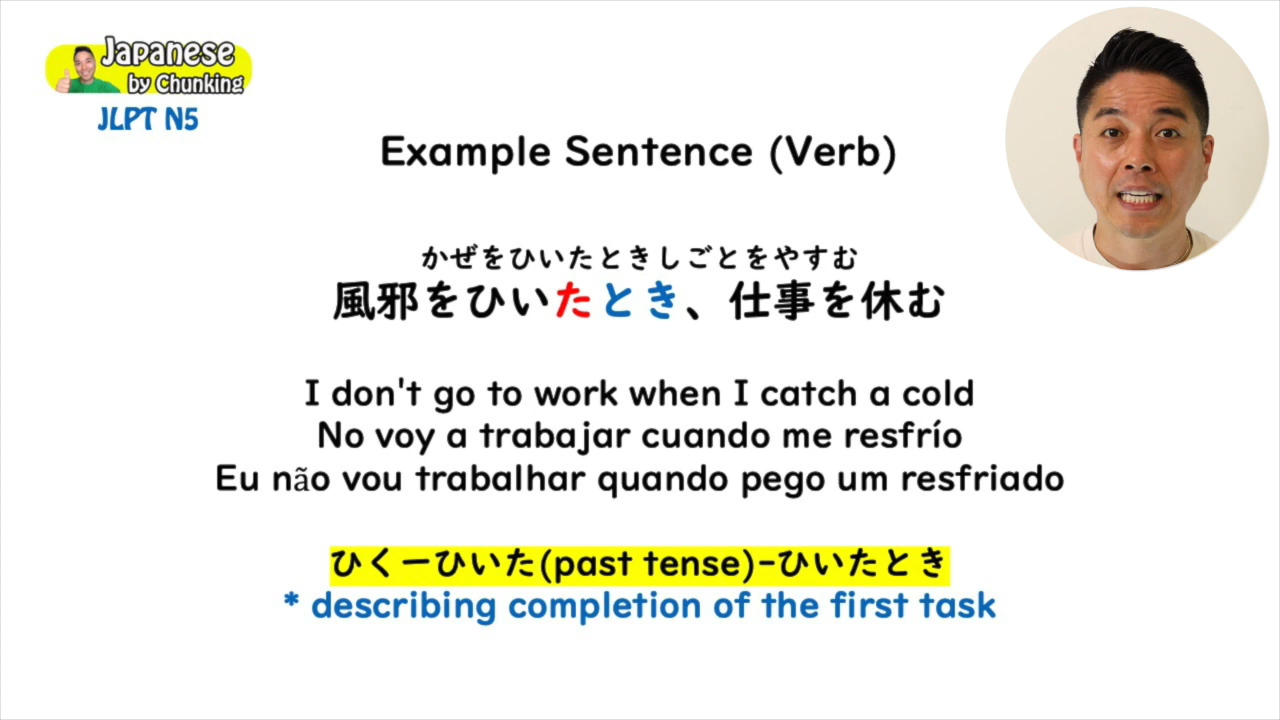 Japanese
by Chunking
JLPT N5
Example Sentence (Verb)
かぜをひいたときしごとをやすむ
風邪をひいたとき、仕事を休む
I don't go to work when I catch a cold
No voy a trabajar cuando me resfrío
Eu não vou trabalhar quando pego um resfriado
ひくーひいた(past tense)-ひいたとき
* describing completion of the first task